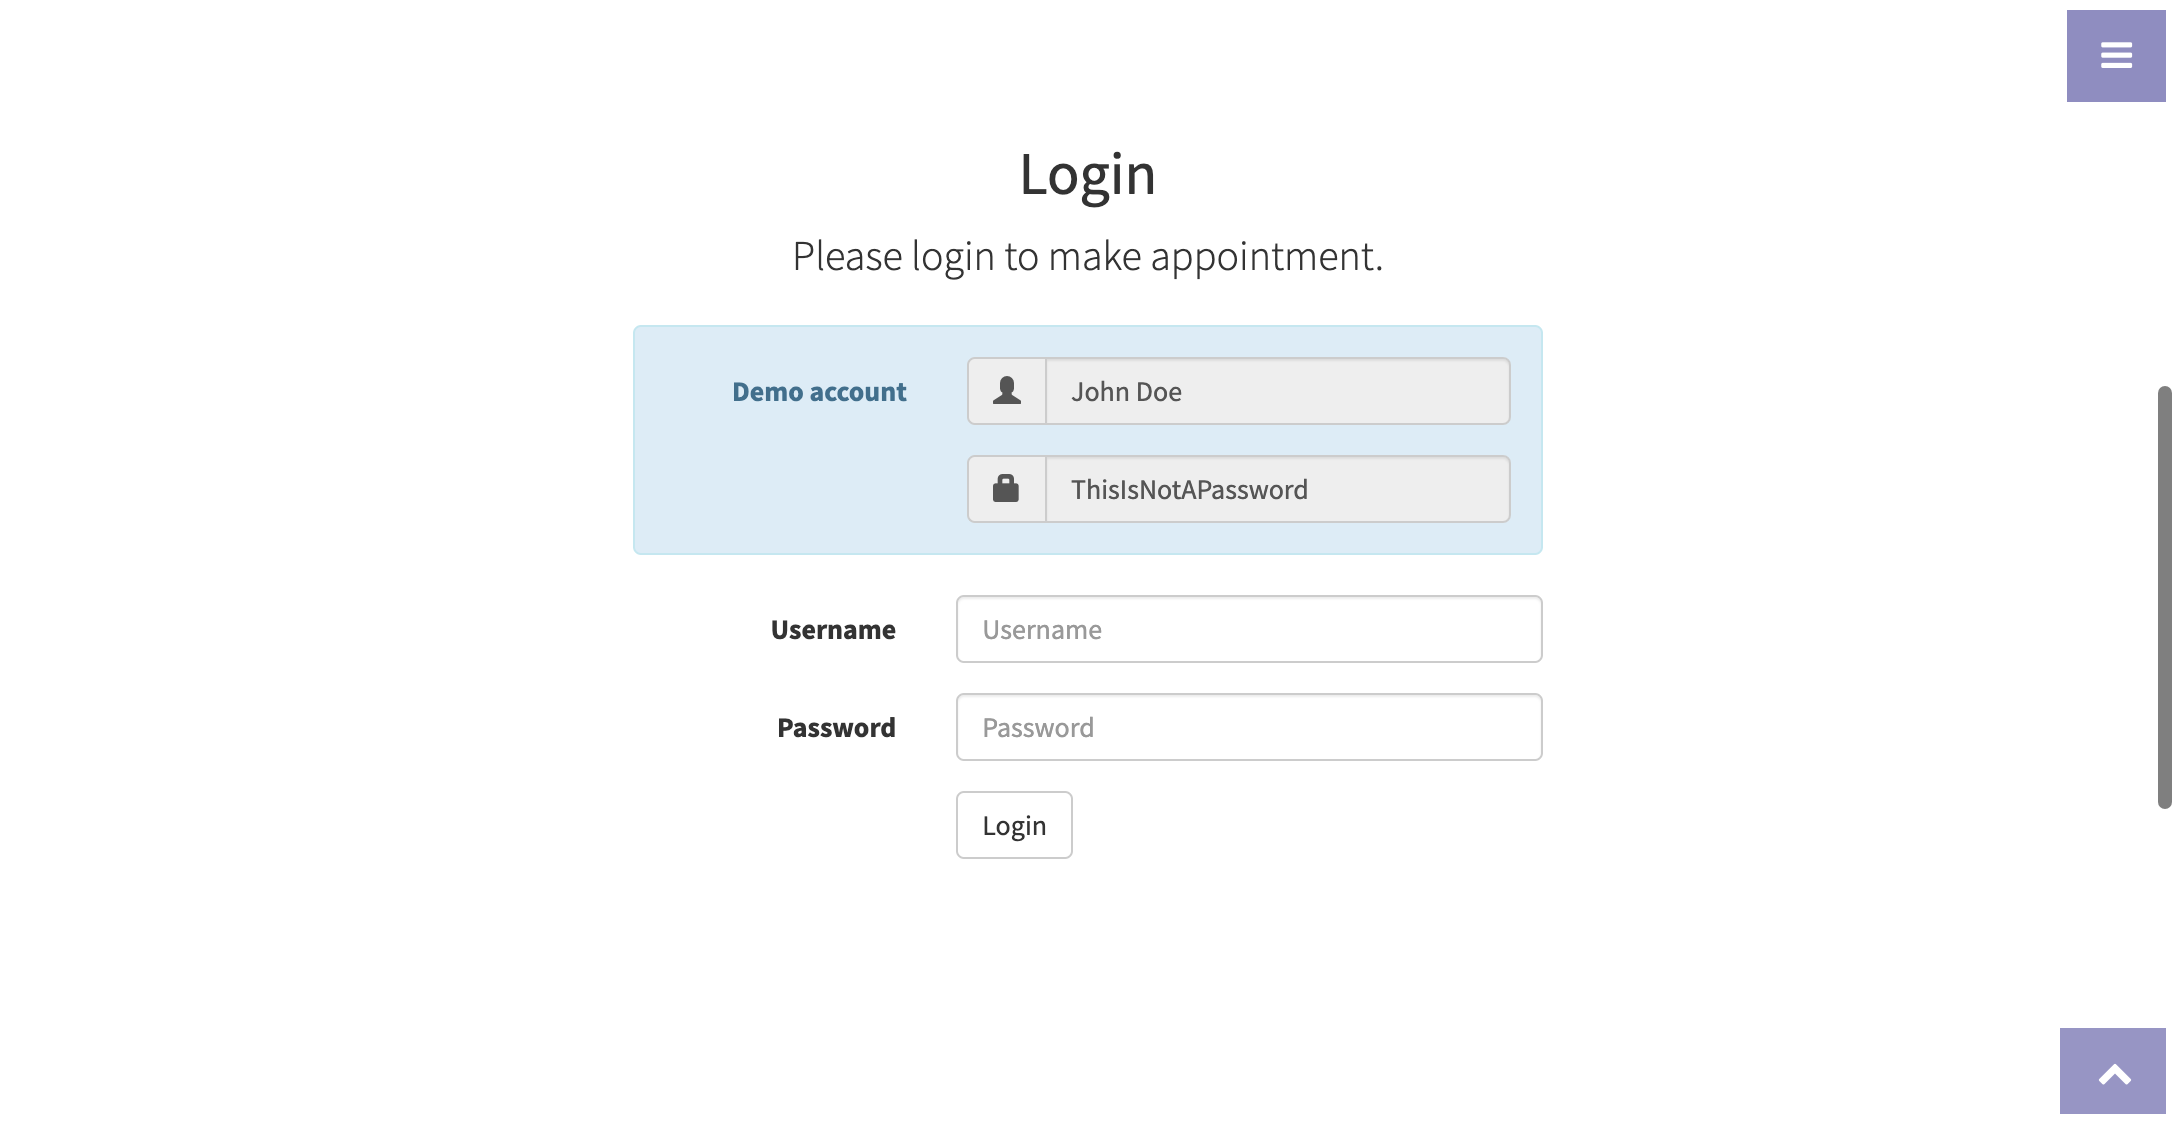 Login
Please login to make appointment.
Demo account
John Doe
ThisIsNotAPassword
Username
Username
Password
Password
Login